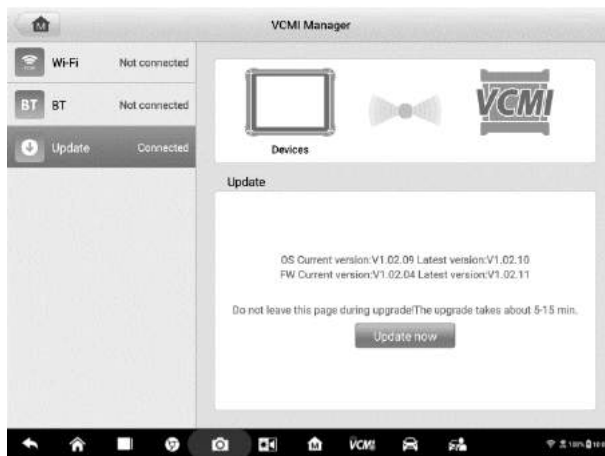 VCMI Manager
Wi-Fi Not connected
BT BT Not connected
Update Connected
VCMI
Devices
Update
OS Current version:V1.02.09 Latest version:V1.02.10
FW Current version:V1.02.04 Latest version:V1.02.11
Do not leave this page during upgrade!The upgrade takes about 5-15 min.
Update now
VCMI 100%